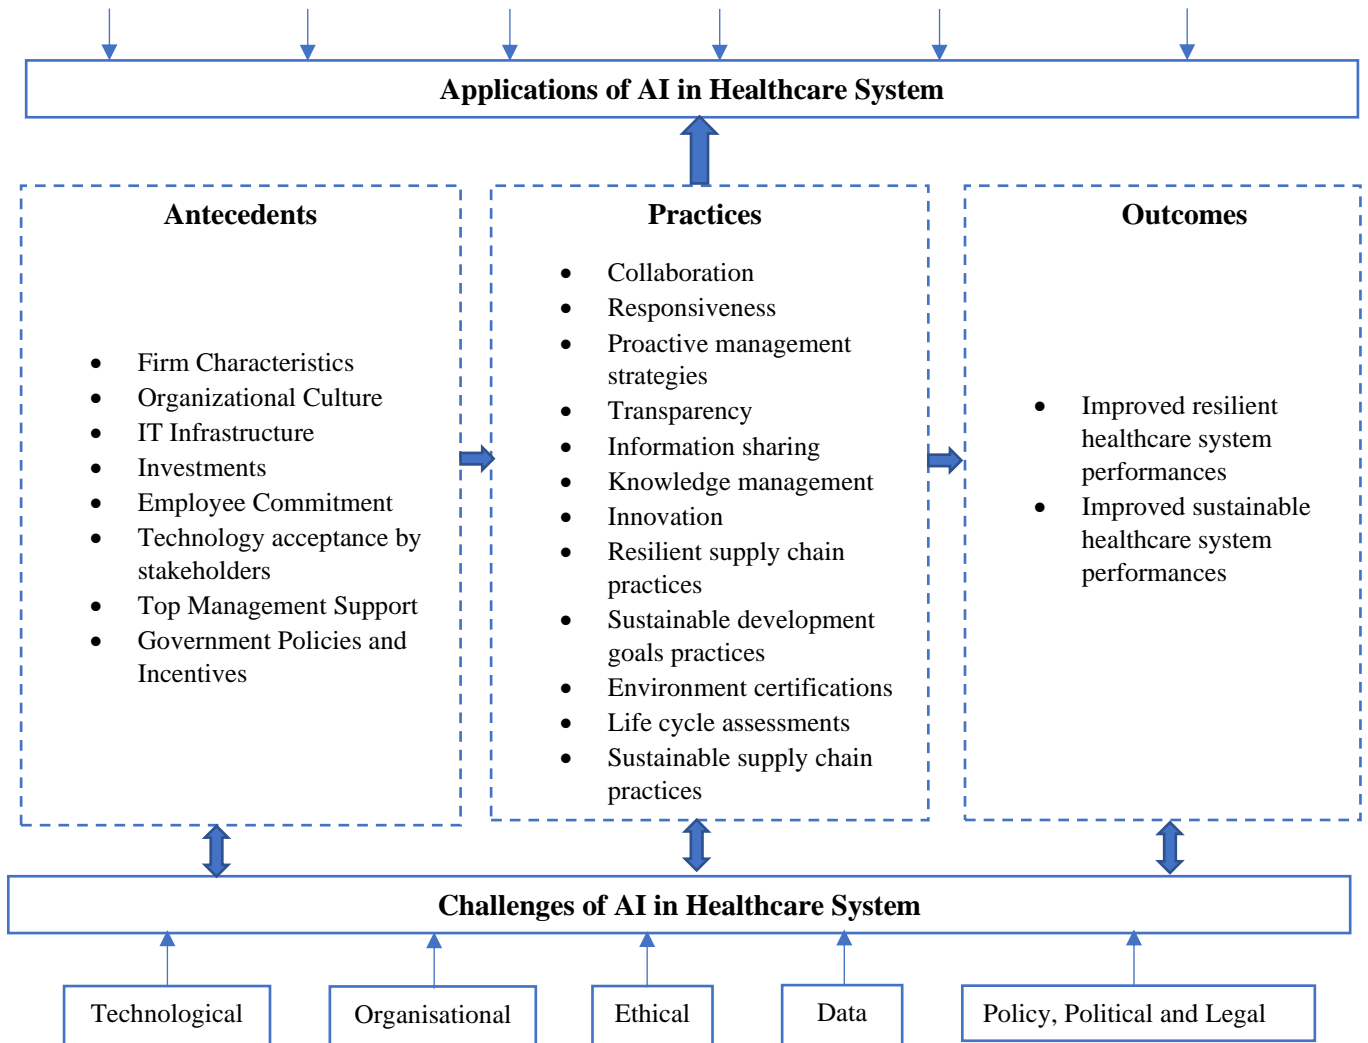 Applications of AI in Healthcare System
Antecedents
• Firm Characteristics
• Organizational Culture
• IT Infrastructure
• Investments
• Employee Commitment
• Technology acceptance by
stakeholders
• Top Management Support
• Government Policies and
Incentives
Practices
• Collaboration
• Responsiveness
• Proactive management
strategies
• Transparency
• Information sharing
• Knowledge management
• Innovation
• Resilient supply chain
practices
• Sustainable development
goals practices
• Environment certifications
• Life cycle assessments
• Sustainable supply chain
practices
Outcomes
• Improved resilient
healthcare system
performances
• Improved sustainable
healthcare system
performances
Challenges of AI in Healthcare System
Technological
Organisational
Ethical
Data
Policy, Political and Legal